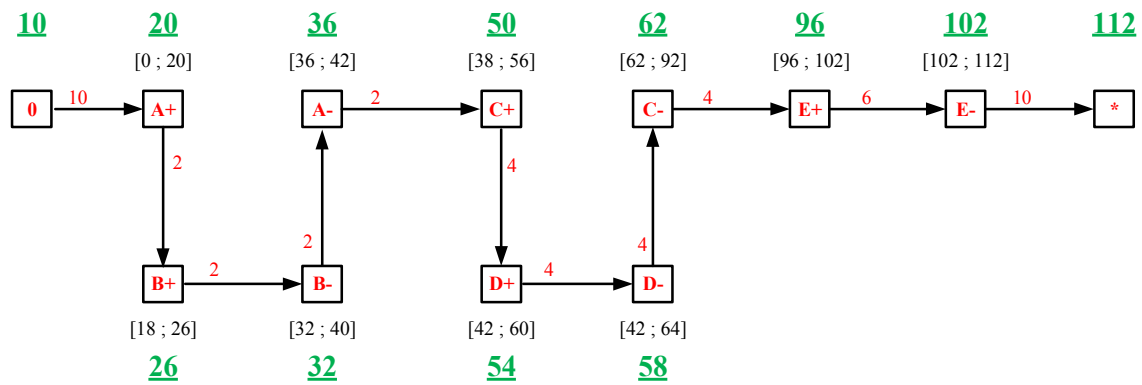 10 20 36 50 62 96 102 112
[0 ; 20] [36 ; 42] [38 ; 56] [62 ; 92] [96 ; 102] [102 ; 112]
0 10 A+ A- 2 C+ C- 4 E+ 6 E- 10 *
2 4
2 4
B+ 2 B- D+ 4 D-
[18 ; 26] [32 ; 40] [42 ; 60] [42 ; 64]
26 32 54 58